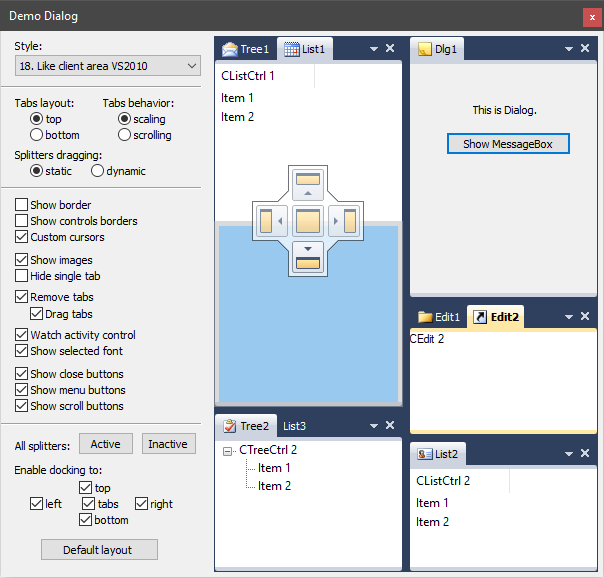 Demo Dialog
x
Style:
18. Like client area VS2010
Tabs layout:
top
bottom
Tabs behavior:
scaling
scrolling
Splitters dragging:
static
dynamic
Show border
Show controls borders
Custom cursors
Show images
Hide single tab
Remove tabs
Drag tabs
Watch activity control
Show selected font
Show close buttons
Show menu buttons
Show scroll buttons
All splitters:
Active
Inactive
Enable docking to:
top
left
tabs
right
bottom
Default layout
Tree1
List1
CListCtrl 1
Item 1
Item 2
Tree2
List3
CTreeCtrl 2
Item 1
Item 2
Dlg1
This is Dialog.
Show MessageBox
Edit1
Edit2
CEdit 2
List2
CListCtrl 2
Item 1
Item 2